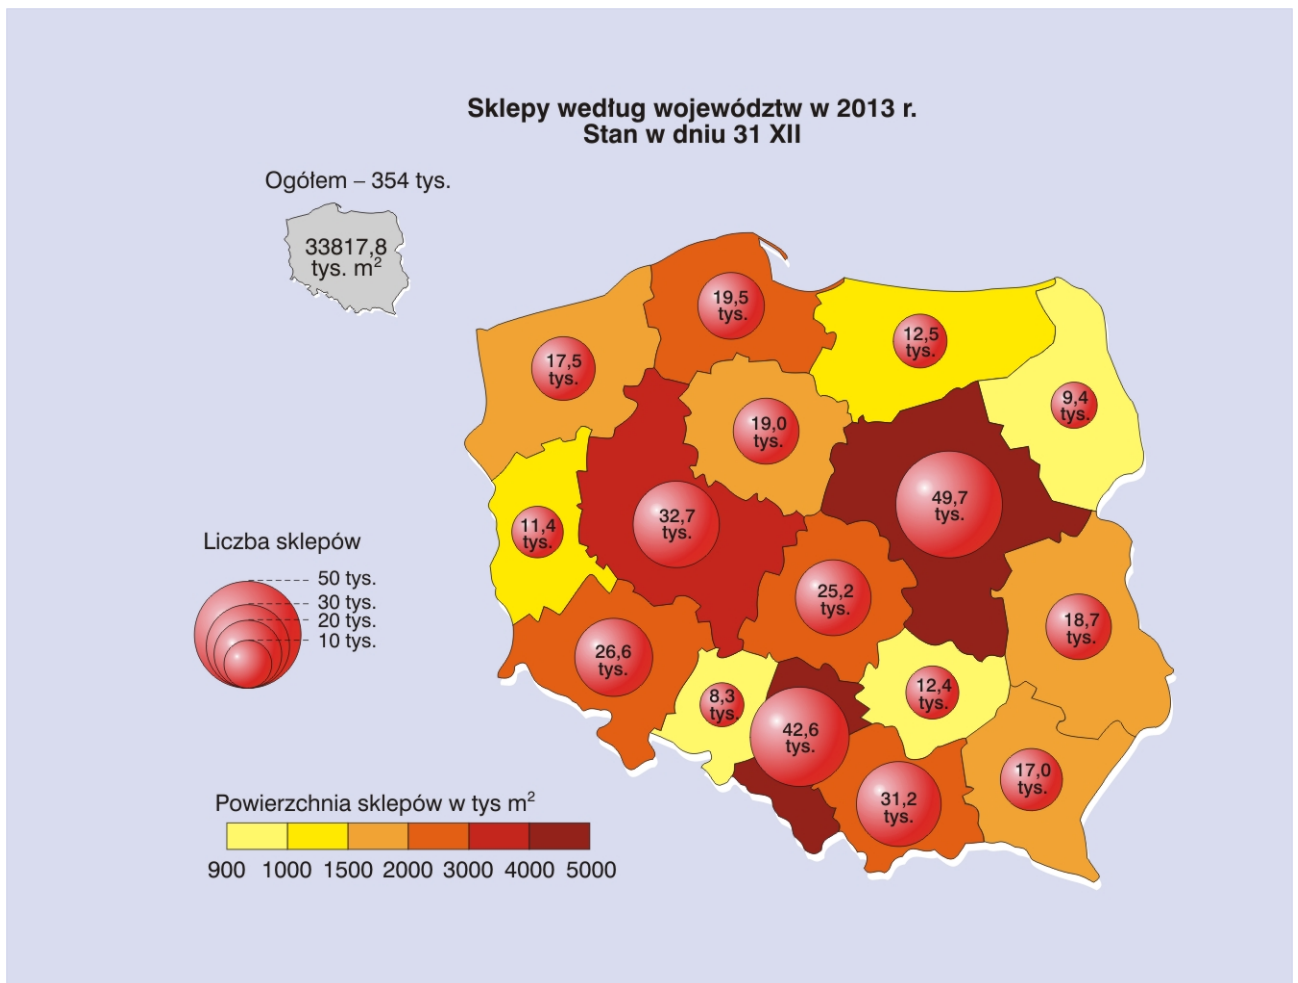 Sklepy według województw w 2013 r.
Stan w dniu 31 XII
Ogółem – 354 tys.
33817,8
tys. m²
19,5
tys.
12,5
tys.
17,5
tys.
9,4
tys.
19,0
tys.
49,7
tys.
32,7
tys.
11,4
tys.
Liczba sklepów
50 tys.
30 tys.
20 tys.
10 tys.
25,2
tys.
18,7
tys.
26,6
tys.
8,3
tys.
12,4
tys.
42,6
tys.
17,0
tys.
31,2
tys.
Powierzchnia sklepów w tys m²
900 1000 1500 2000 3000 4000 5000